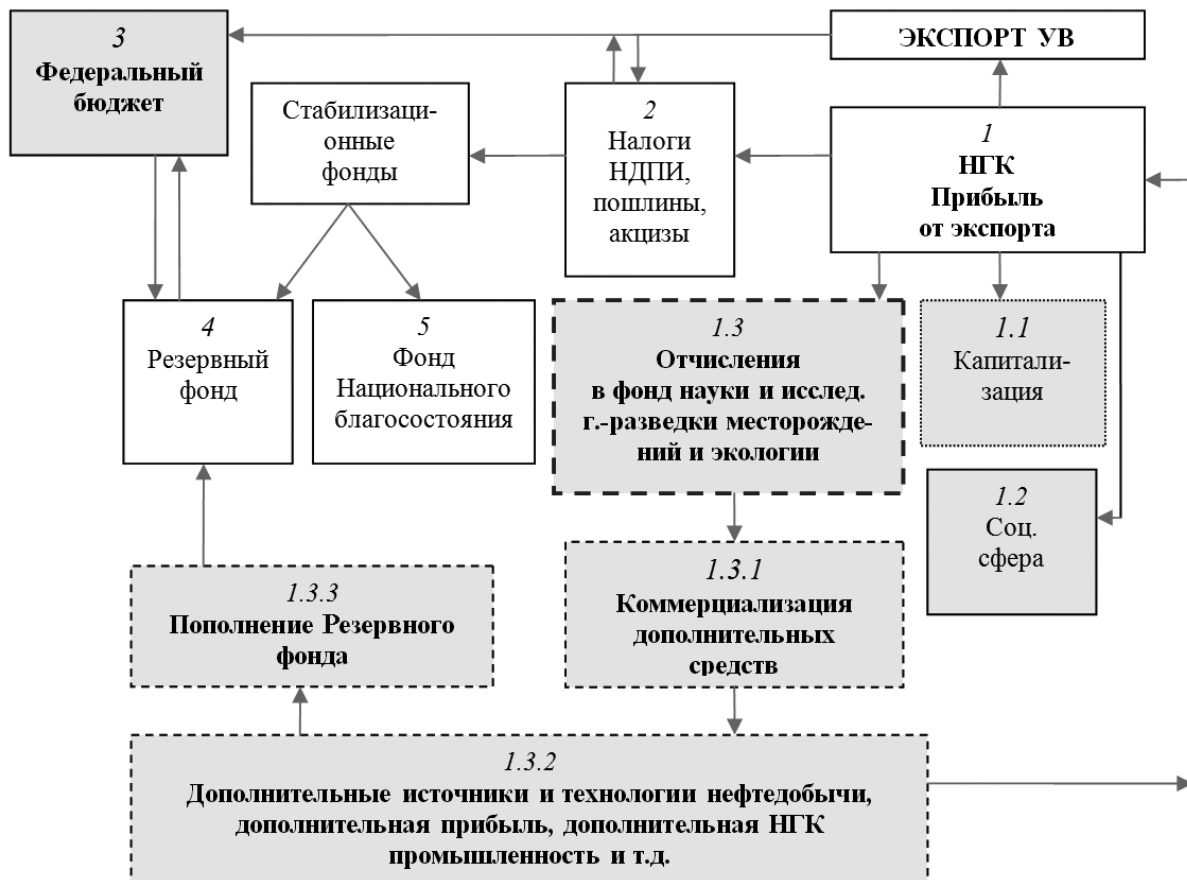 3
Федеральный
бюджет
ЭКСПОРТ УВ
Стабилизаци-
онные
фонды
2
Налоги
НДПИ,
пошлины,
акцизы
1
НГК
Прибыль
от экспорта
4
Резервный
фонд
5
Фонд
Национального
благосостояния
1.3
Отчисления
в фонд науки и исслед.
г.-разведки месторожде-
ний и экологии
1.1
Капитали-
зация
1.2
Соц.
сфера
1.3.3
Пополнение Резервного
фонда
1.3.1
Коммерциализация
дополнительных
средств
1.3.2
Дополнительные источники и технологии нефтедобычи,
дополнительная прибыль, дополнительная НГК
промышленность и т.д.